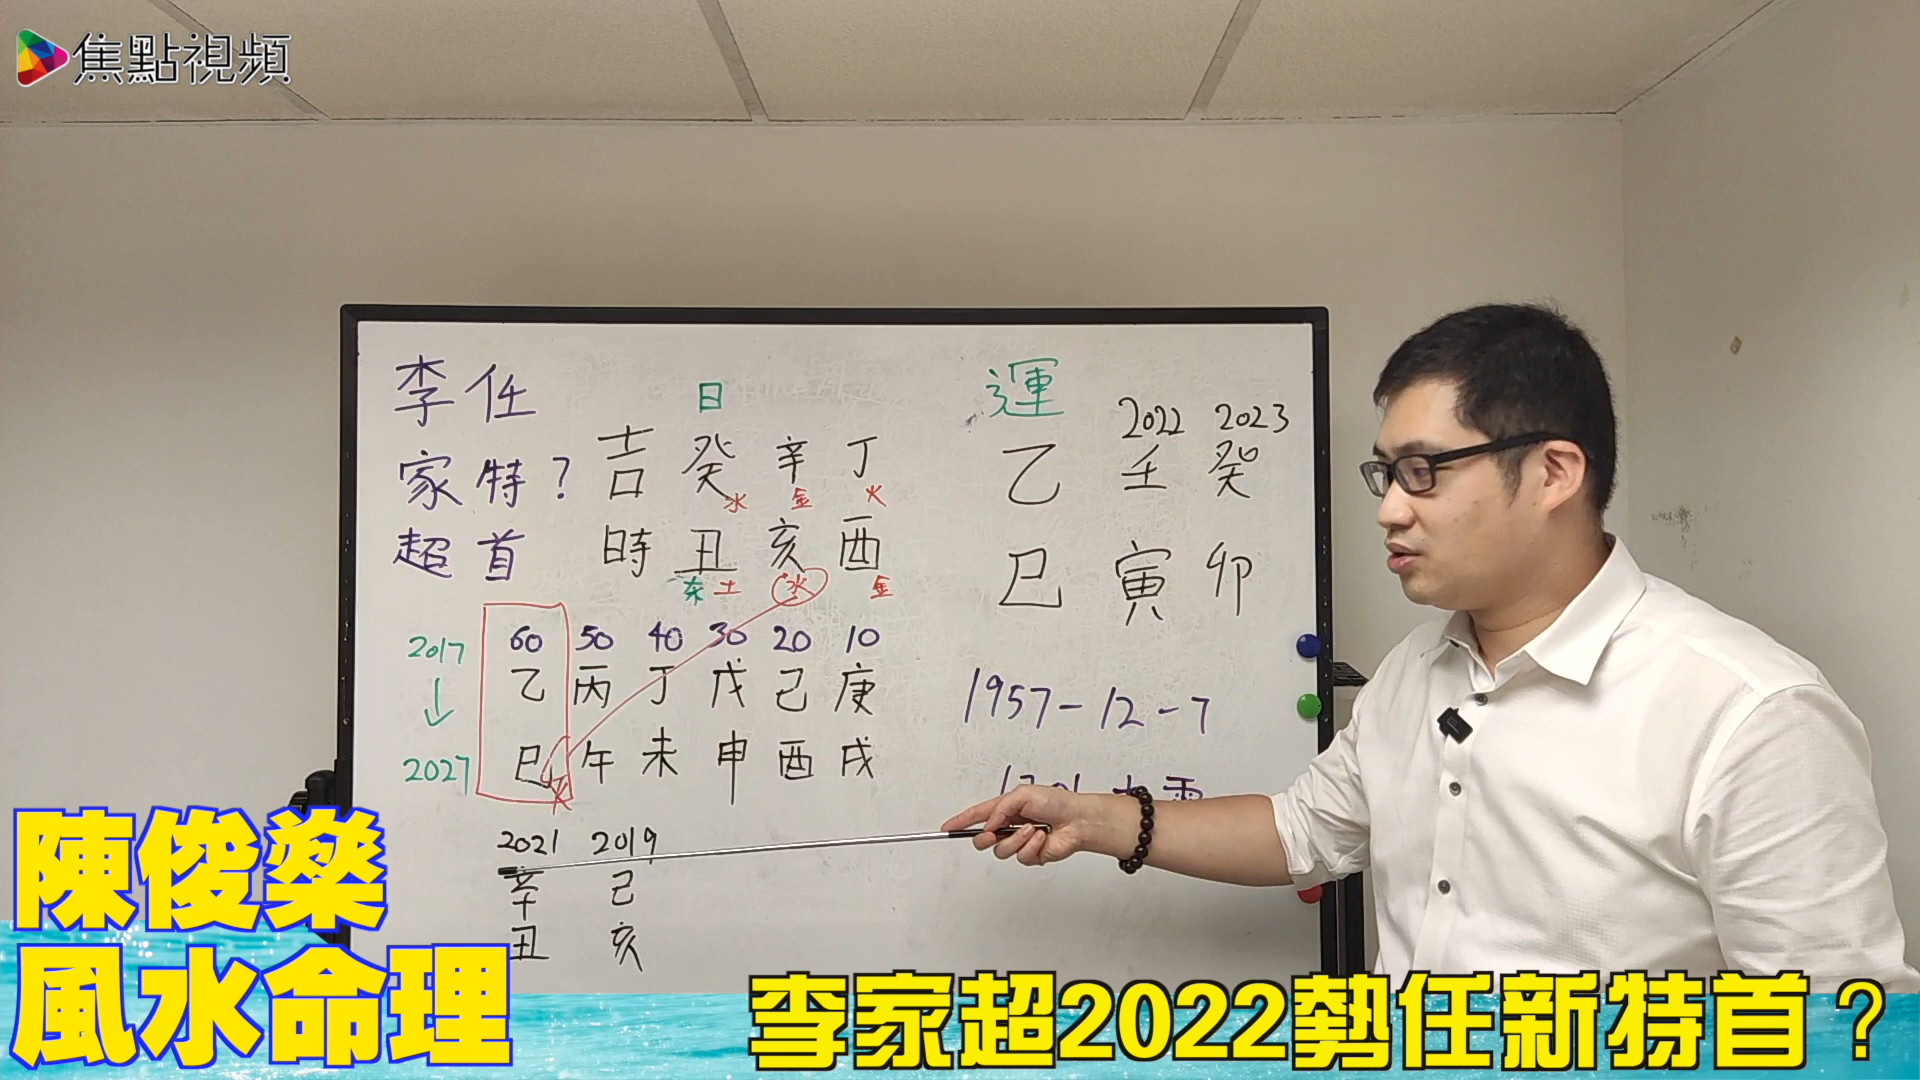 焦點視頻
李 任
家 特 ?
超 首
日
吉 癸 辛 丁
水 金 火
時 丑 亥 酉
土 水 金
運
2022 2023
乙 壬 癸
巳 寅 卯
2017
2027
60 50 40 30 20 10
乙 丙 丁 戊 己 庚
巳 午 未 申 酉 戌
火
1957-12-7
2021 2019
辛 己
丑 亥
陳俊燊
風水命理
李家超2022勢任新特首？